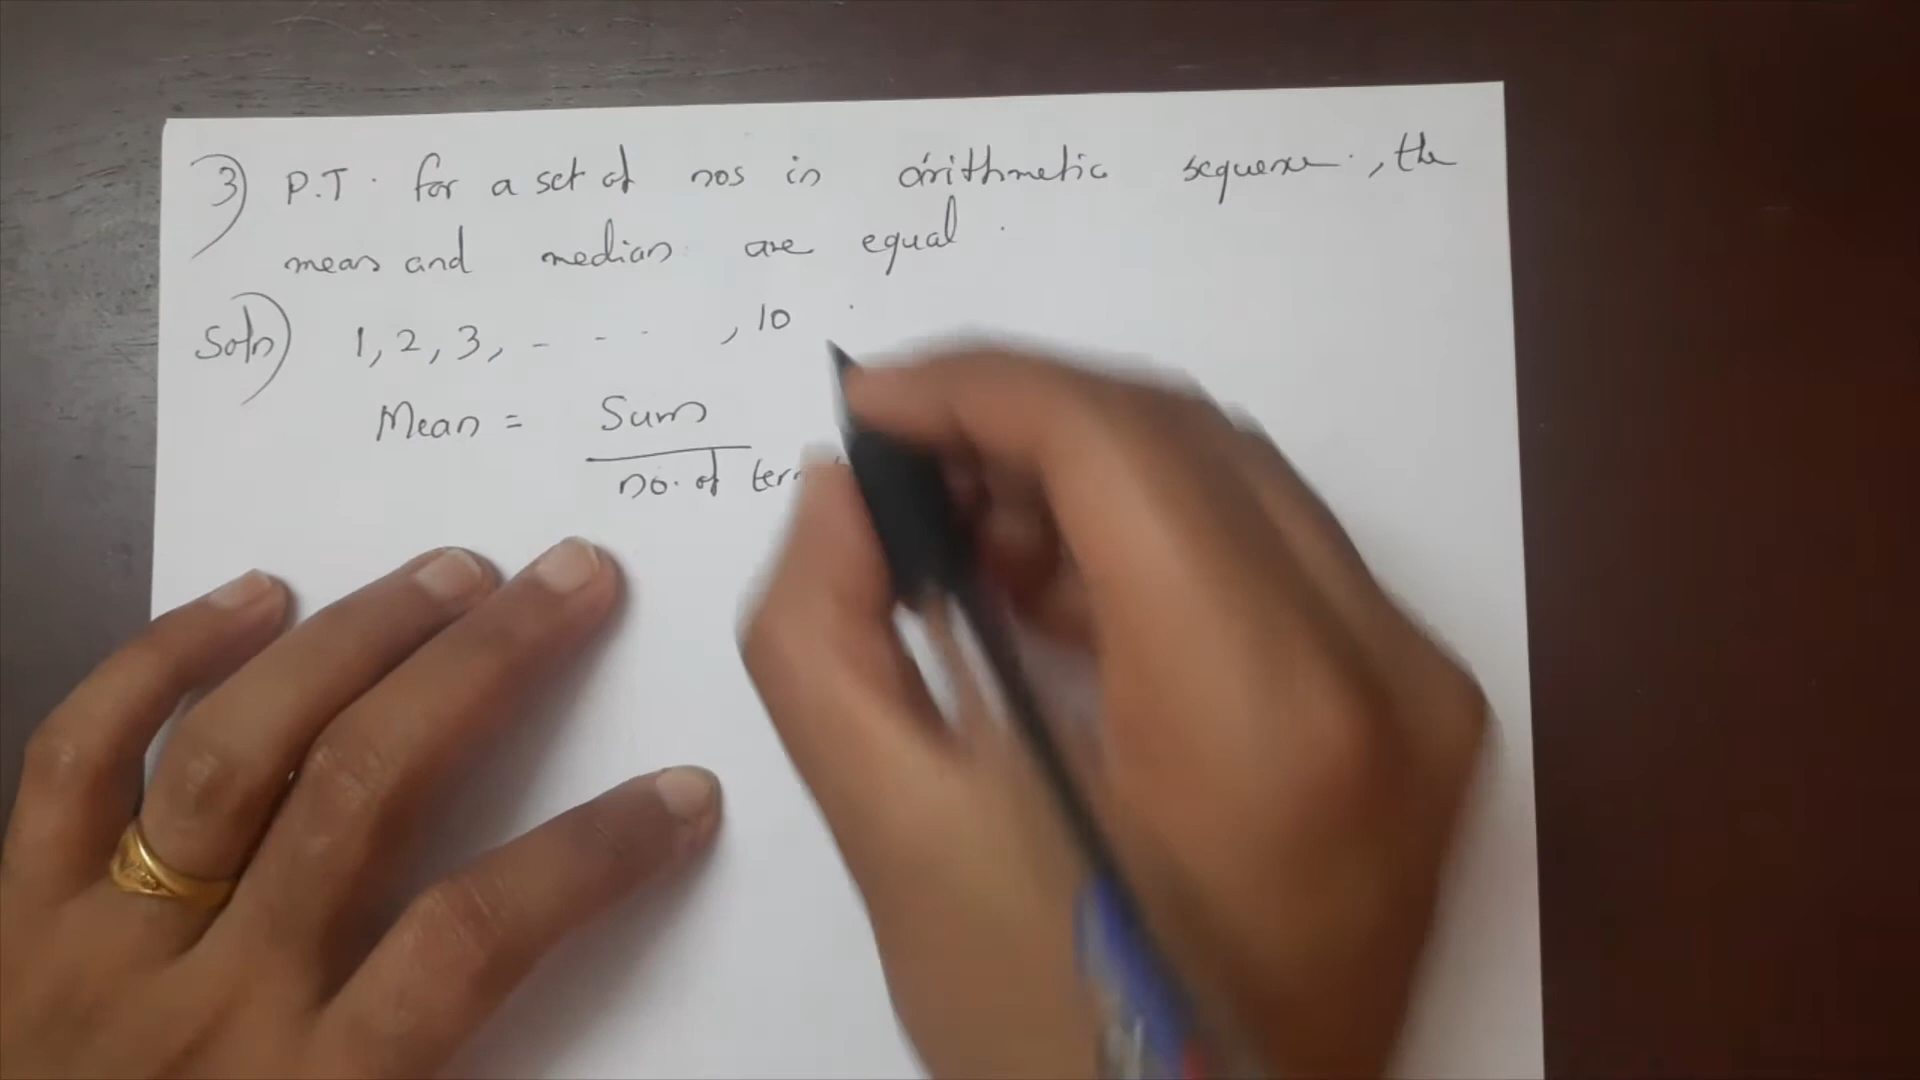 3) P.T. for a set of nos in arithmetic sequence, the
mean and median are equal.
Soln) 1, 2, 3, - - - , 10
Mean = Sum
no. of